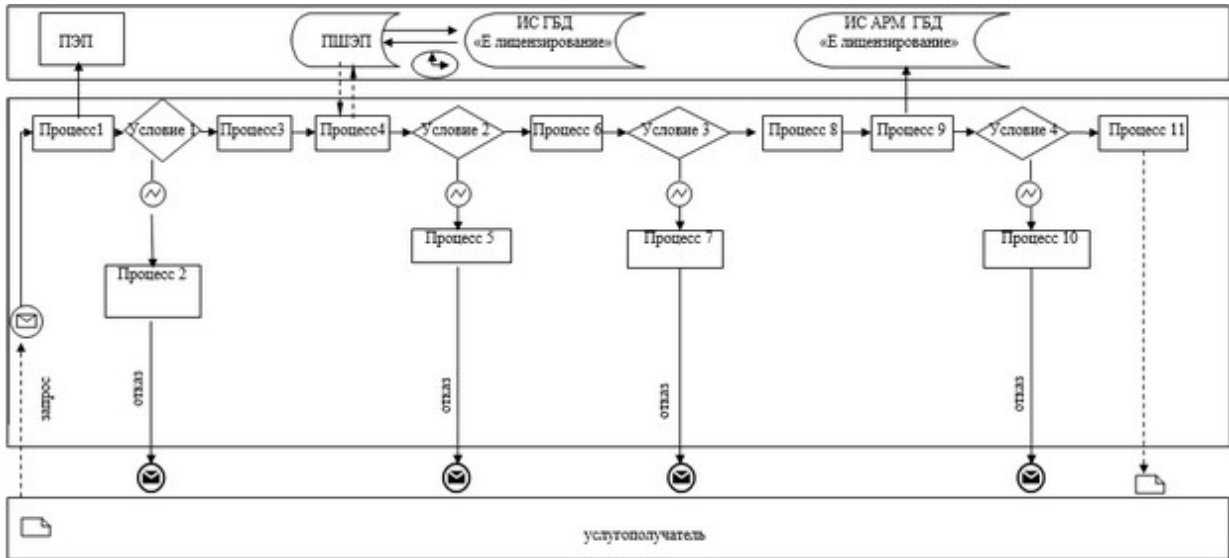 ПЭП
ПШЭП
ИС ГБД
«Е лицензирование»
ИС АРМ ГБД
«Е лицензирование»
Процесс1
Условие 1
Процесс3
Процесс4
Условие 2
Процесс 6
Условие 3
Процесс 8
Процесс 9
Условие 4
Процесс 11
Процесс 2
Процесс 5
Процесс 7
Процесс 10
запрос
отказ
отказ
отказ
отказ
услугополучатель